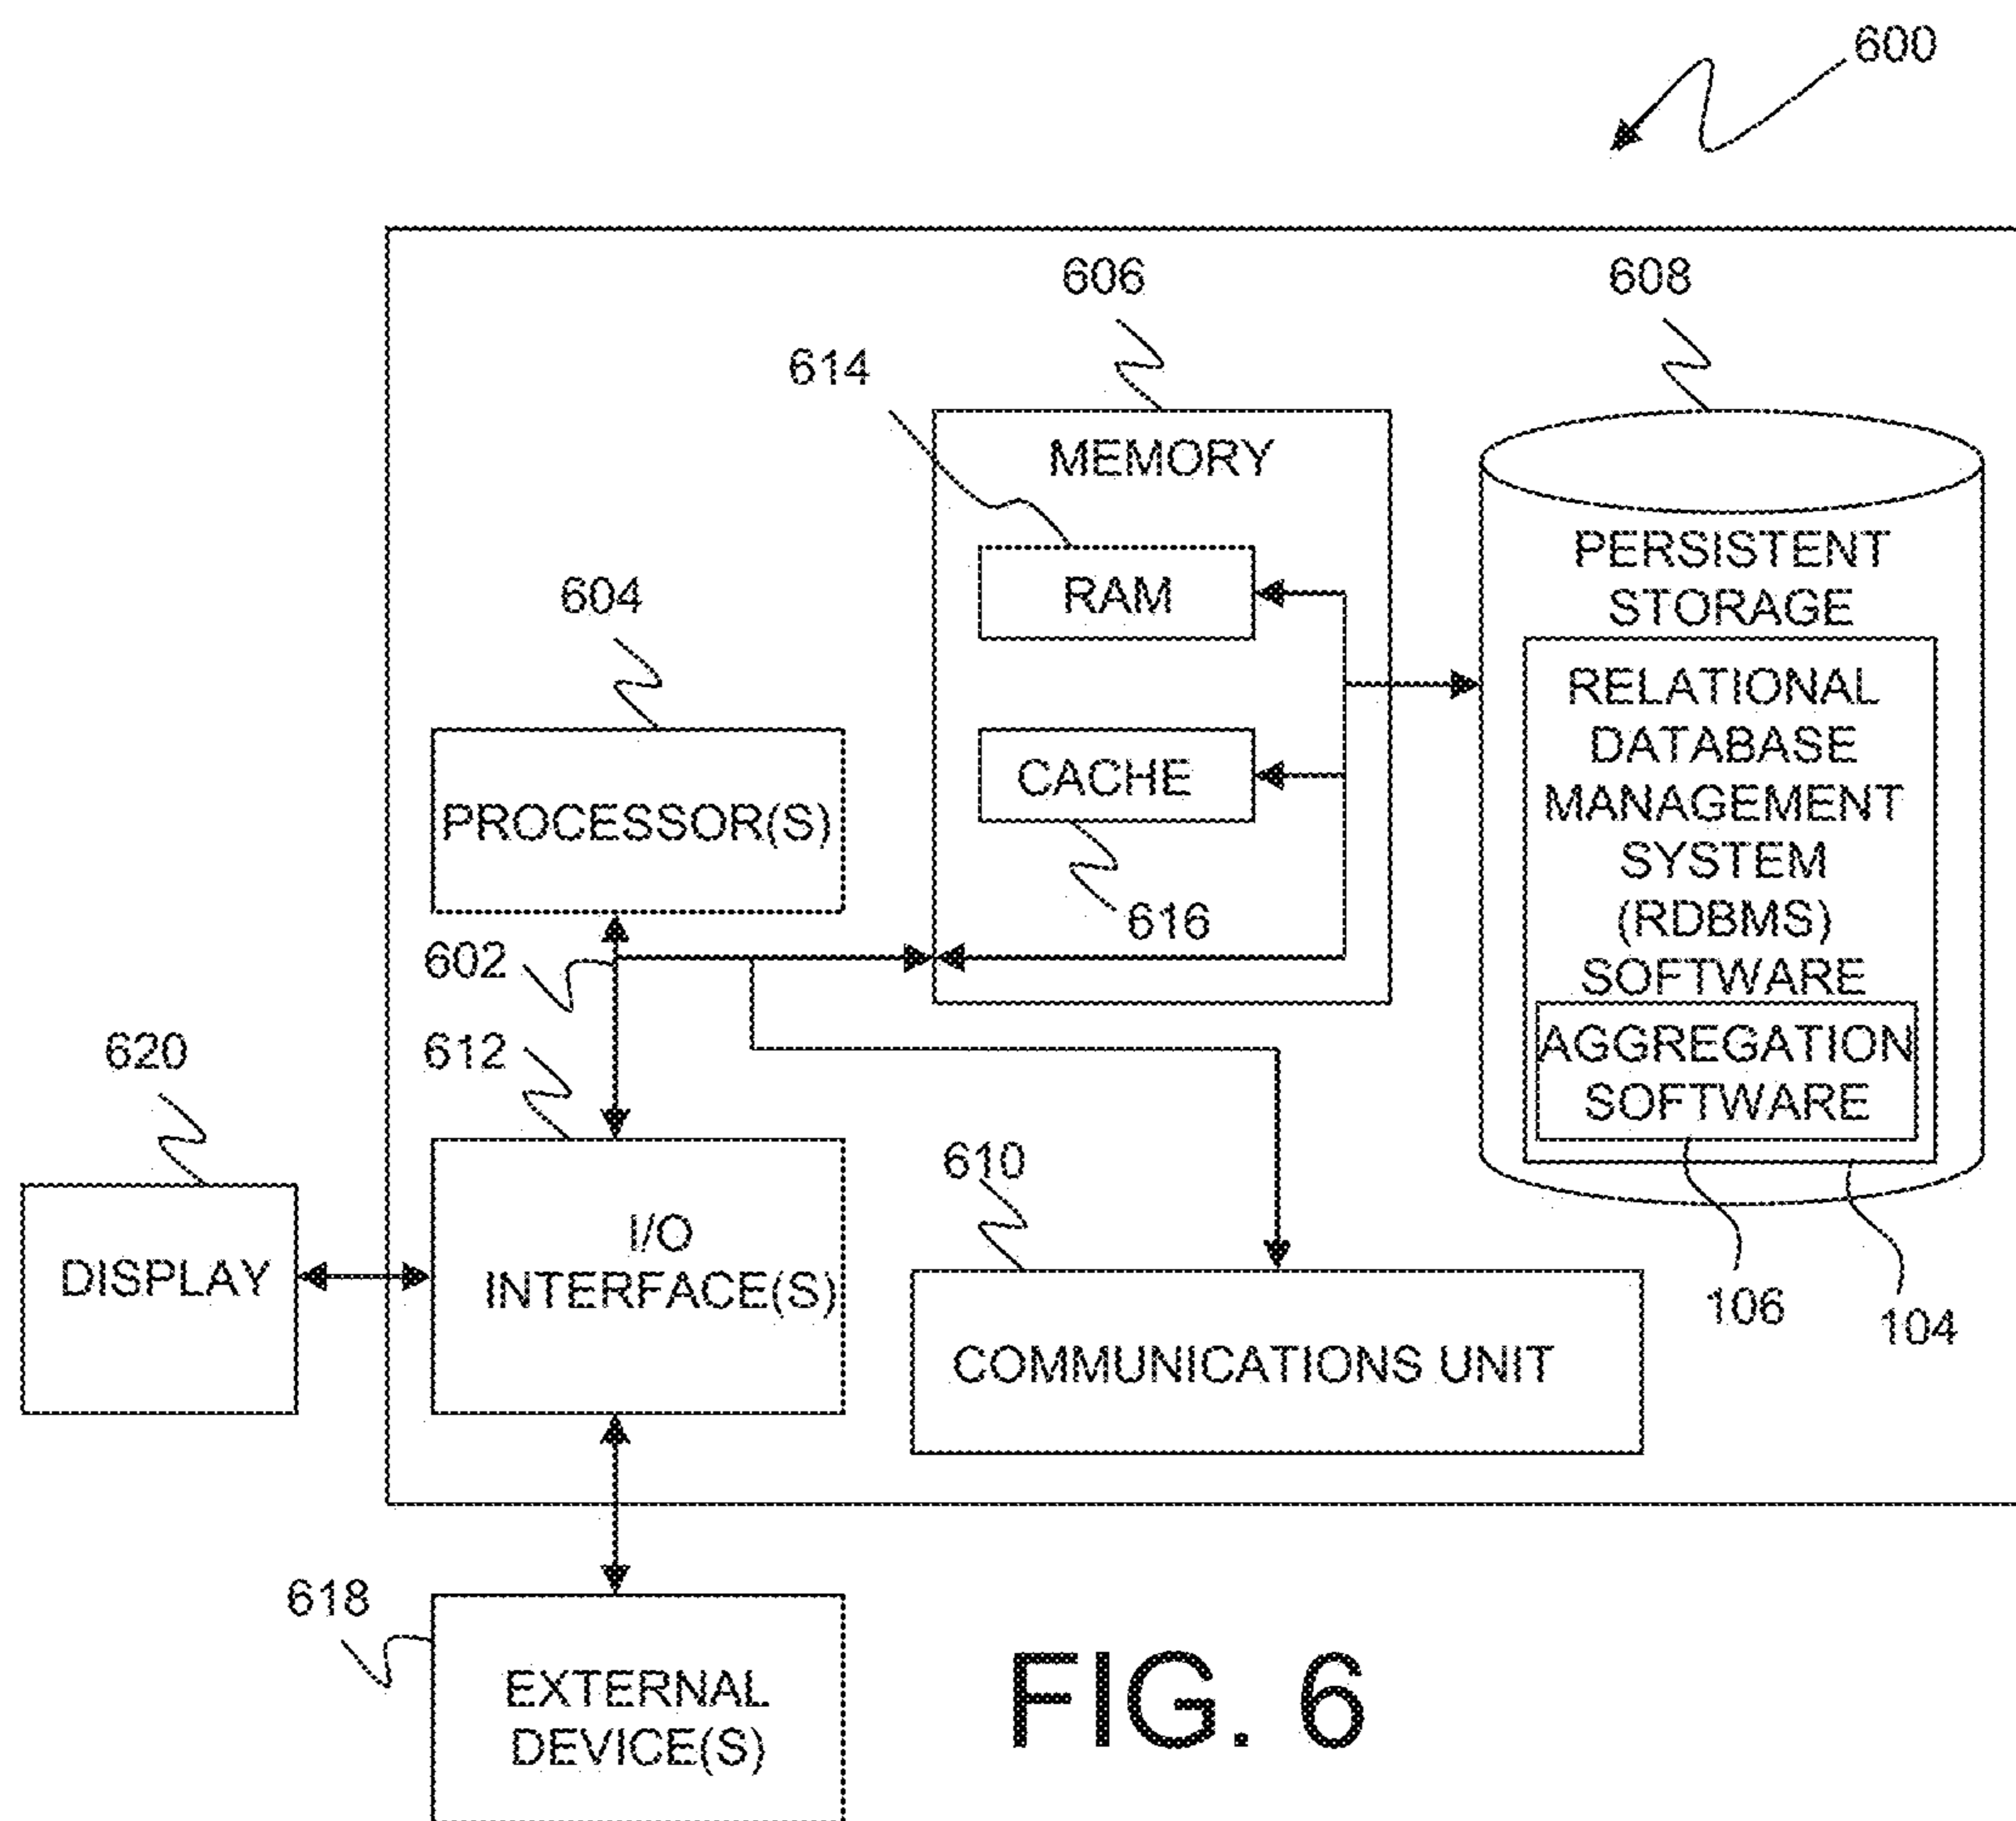 600
606
608
614
MEMORY
RAM
PERSISTENT
STORAGE
604
RELATIONAL
DATABASE
MANAGEMENT
SYSTEM
(RDBMS)
SOFTWARE
CACHE
PROCESSOR(S)
616
602
612
AGGREGATION
SOFTWARE
620
610
I/O
INTERFACE(S)
DISPLAY
106
104
COMMUNICATIONS UNIT
618
EXTERNAL
DEVICE(S)
FIG. 6